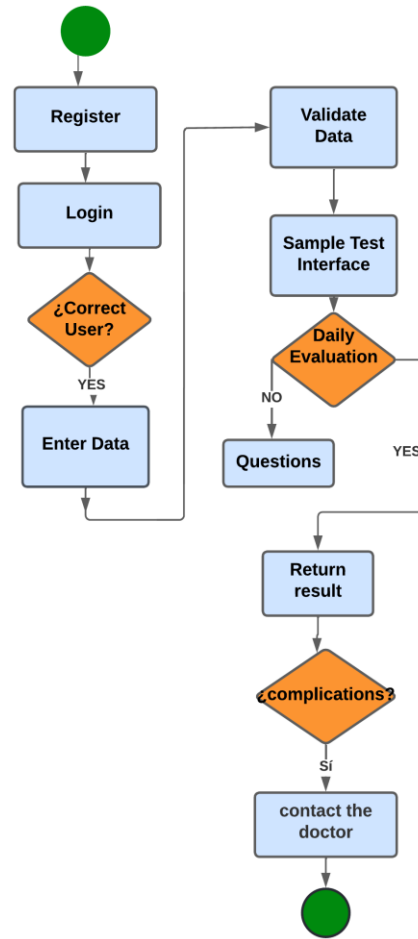 Register
Login
¿Correct
User?
YES
Enter Data
Validate
Data
Sample Test
Interface
Daily
Evaluation
NO
Questions
YES
Return
result
¿complications?
Sí
contact the
doctor